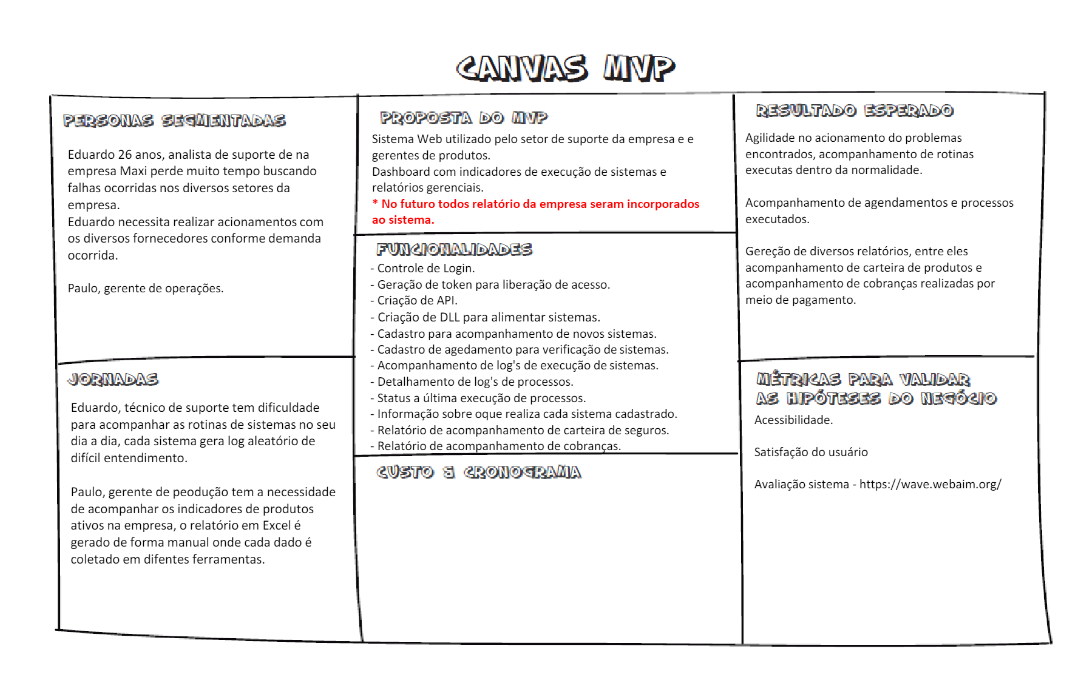 CANVAS MVP
PERSONAS SEGMENTADAS
Eduardo 26 anos, analista de suporte de na
empresa Maxi perde muito tempo buscando
falhas ocorridas nos diversos setores da
empresa.
Eduardo necessita realizar acionamentos com
os diversos fornecedores conforme demanda
ocorrida.
Paulo, gerente de operações.
JORNADAS
Eduardo, técnico de suporte tem dificuldade
para acompanhar as rotinas de sistemas no seu
dia a dia, cada sistema gera log aleatório de
difícil entendimento.
Paulo, gerente de peodução tem a necessidade
de acompanhar os indicadores de produtos
ativos na empresa, o relatório em Excel é
gerado de forma manual onde cada dado é
coletado em difentes ferramentas.
PROPOSTA DO MVP
Sistema Web utilizado pelo setor de suporte da empresa e e
gerentes de produtos.
Dashboard com indicadores de execução de sistemas e
relatórios gerenciais.
* No futuro todos relatório da empresa seram incorporados
ao sistema.
FUNCIONALIDADES
- Controle de Login.
- Geração de token para liberação de acesso.
- Criação de API.
- Criação de DLL para alimentar sistemas.
- Cadastro para acompanhamento de novos sistemas.
- Cadastro de agedamento para verificação de sistemas.
- Acompanhamento de log's de execução de sistemas.
- Detalhamento de log's de processos.
- Status a última execução de processos.
- Informação sobre oque realiza cada sistema cadastrado.
- Relatório de acompanhamento de carteira de seguros.
- Relatório de acompanhamento de cobranças.
CUSTO & CRONOGRAMA
RESULTADO ESPERADO
Agilidade no acionamento do problemas
encontrados, acompanhamento de rotinas
executas dentro da normalidade.
Acompanhamento de agendamentos e processos
executados.
Gereção de diversos relatórios, entre eles
acompanhamento de carteira de produtos e
acompanhamento de cobranças realizadas por
meio de pagamento.
MÉTRICAS PARA VALIDAR
AS HIPÓTESES DO NEGÓCIO
Acessibilidade.
Satisfação do usuário
Avaliação sistema - https://wave.webaim.org/